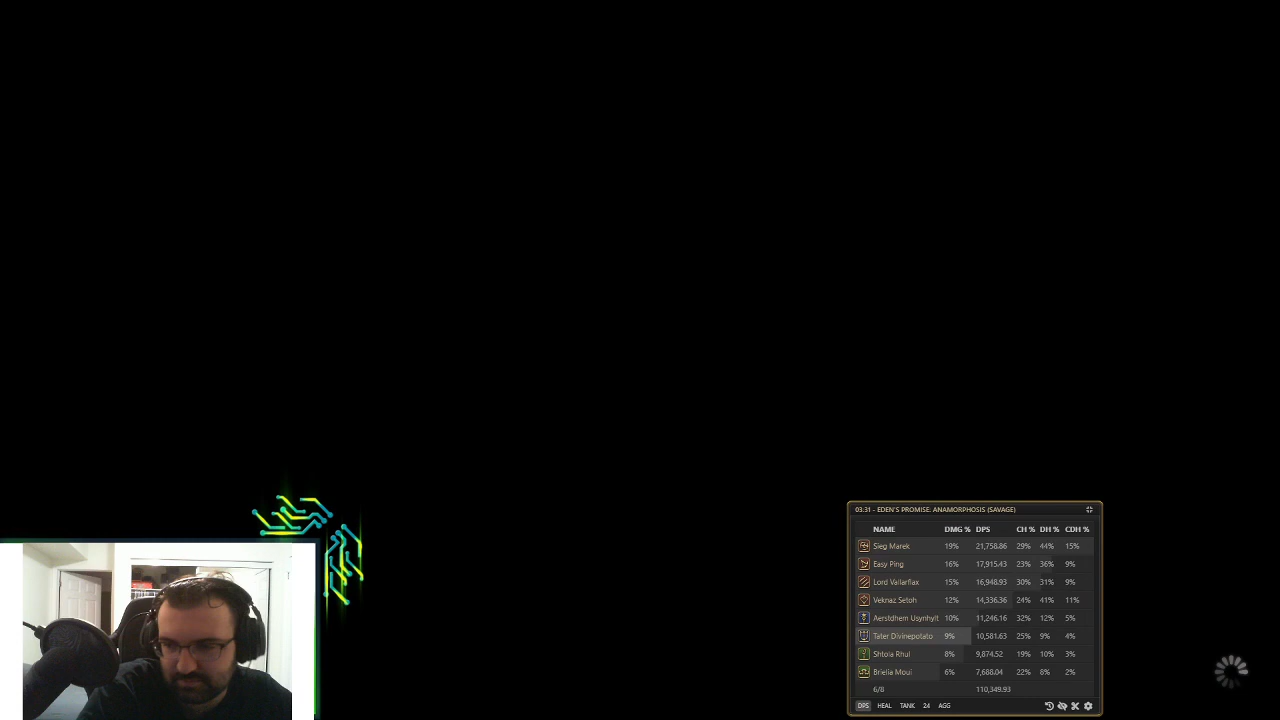 03:31 - EDEN'S PROMISE: ANAMORPHOSIS (SAVAGE)
NAME DMG % DPS CH % DH % CDH %
Sieg Marek 19% 21,758.86 29% 44% 15%
Easy Ping 16% 17,915.43 23% 36% 9%
Lord Vallarflax 15% 16,948.93 30% 31% 9%
Veknaz Setoh 12% 14,336.36 24% 41% 11%
Aerstdhem Usynhylt 10% 11,246.16 32% 12% 5%
Tater Divinepotato 9% 10,581.63 25% 9% 4%
Shtola Rhul 8% 9,874.52 19% 10% 3%
Brielia Moui 6% 7,688.04 22% 8% 2%
6/8 110,349.93
DPS HEAL TANK 24 AGG